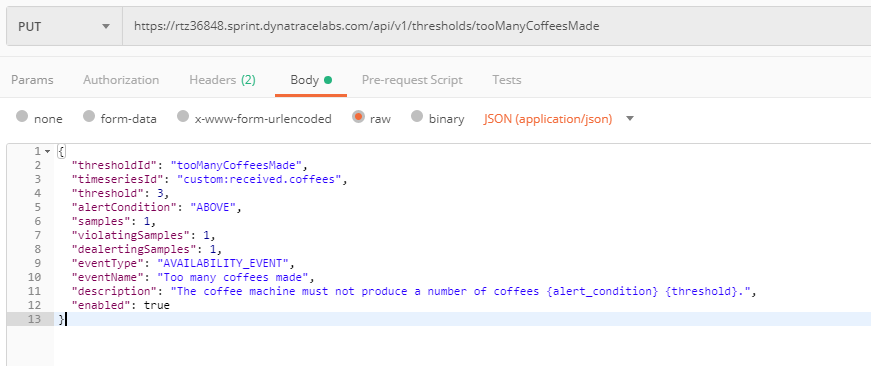 PUT https://rtz36848.sprint.dynatracelabs.com/api/v1/thresholds/tooManyCoffeesMade
Params Authorization Headers (2) Body Pre-request Script Tests
none form-data x-www-form-urlencoded raw binary JSON (application/json)
1 {
2 "thresholdId": "tooManyCoffeesMade",
3 "timeseriesId": "custom:received.coffees",
4 "threshold": 3,
5 "alertCondition": "ABOVE",
6 "samples": 1,
7 "violatingSamples": 1,
8 "dealertingSamples": 1,
9 "eventType": "AVAILABILITY_EVENT",
10 "eventName": "Too many coffees made",
11 "description": "The coffee machine must not produce a number of coffees {alert_condition} {threshold}.",
12 "enabled": true
13 }